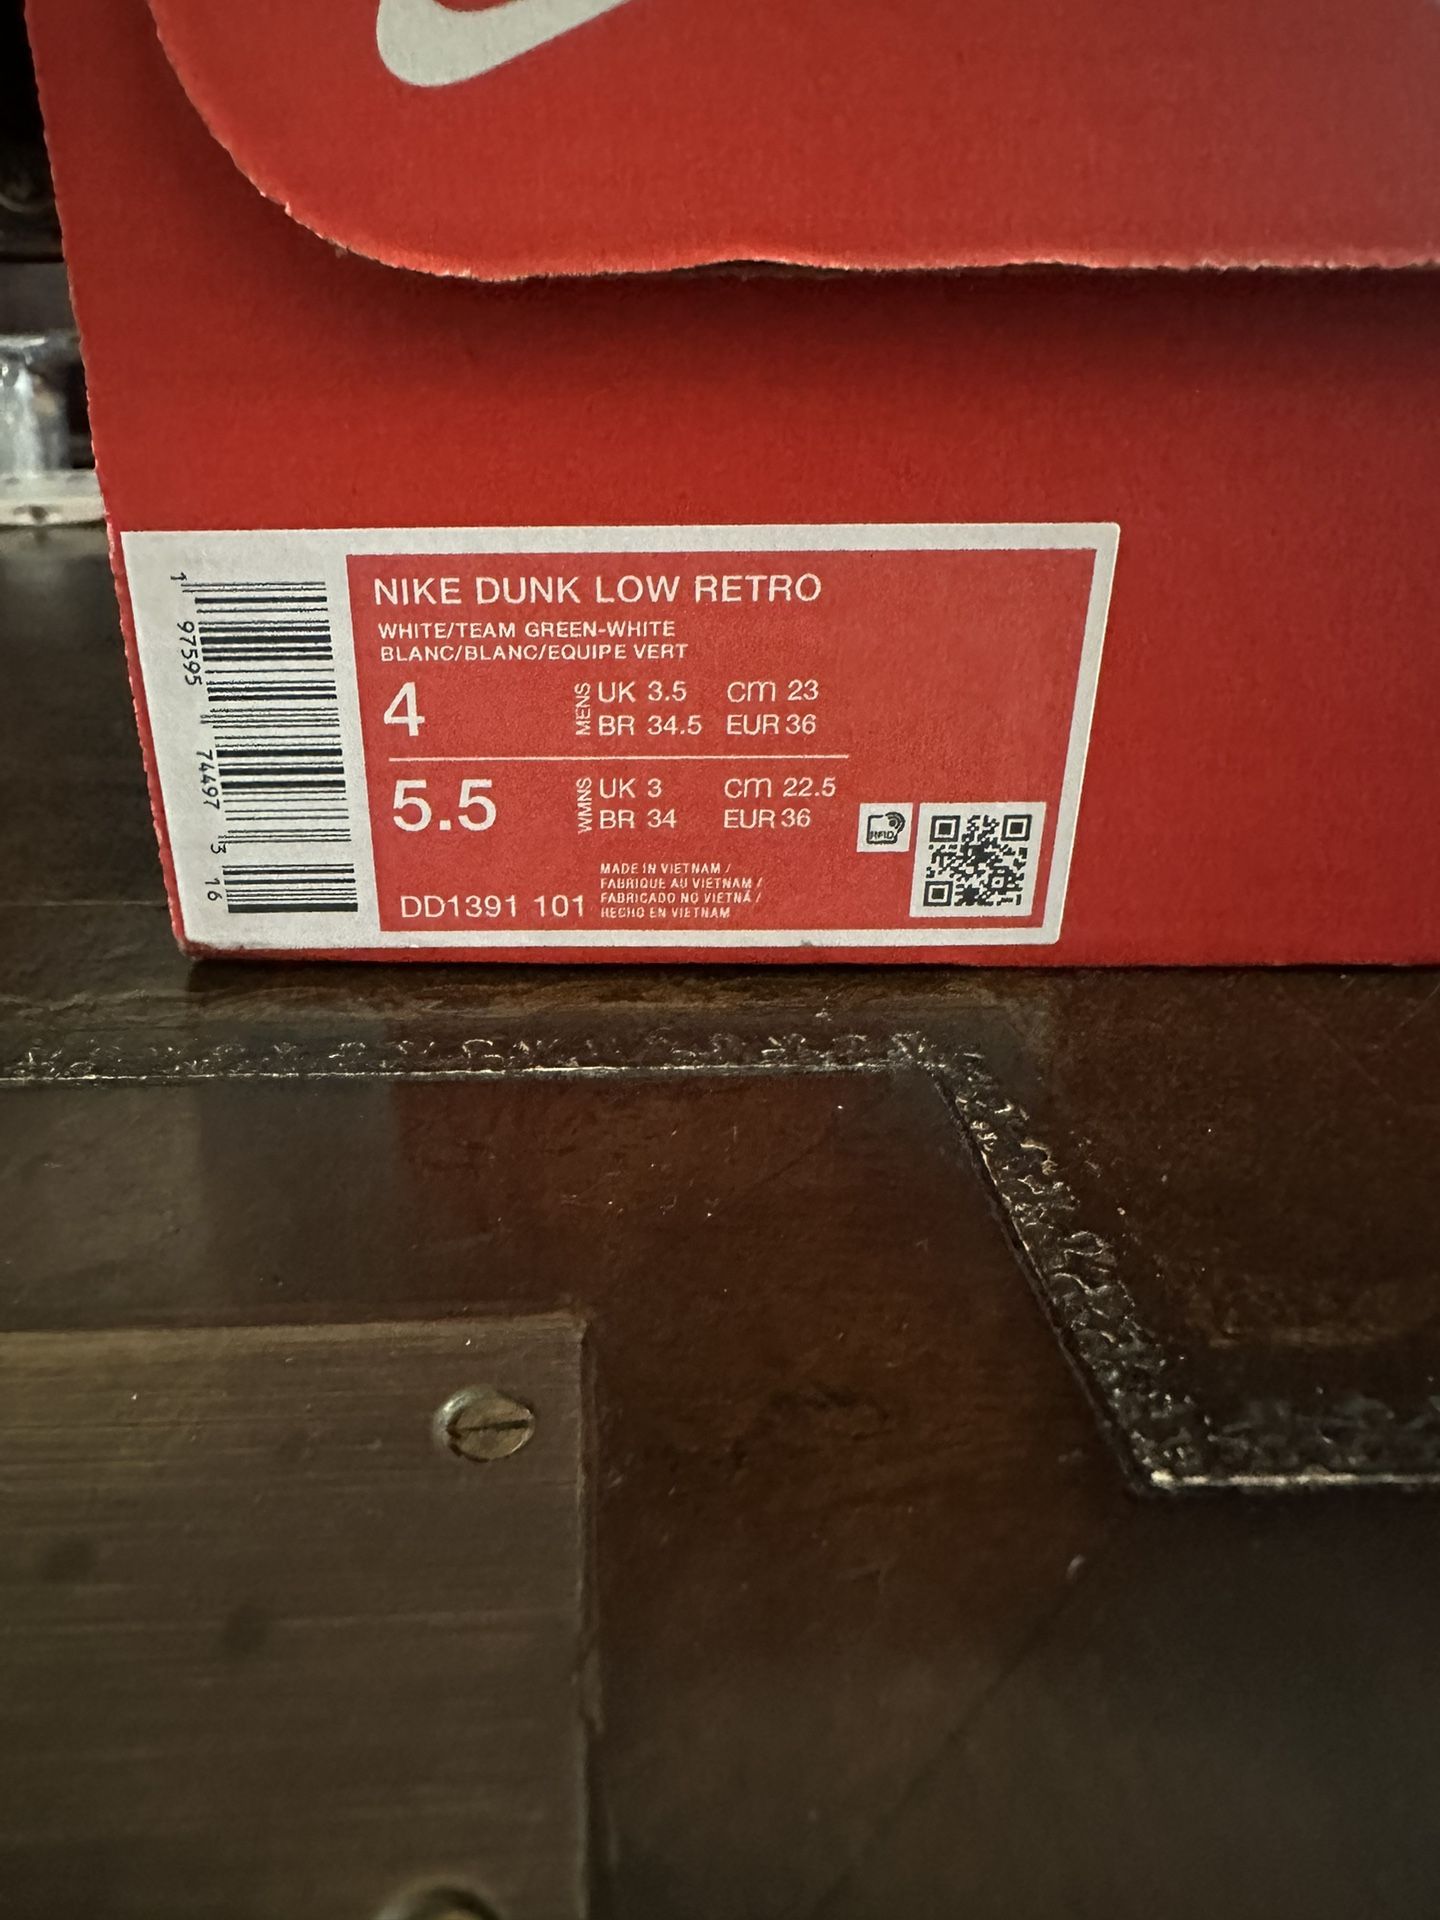 NIKE DUNK LOW RETRO
WHITE/TEAM GREEN-WHITE
BLANC/BLANC/EQUIPE VERT
4 MENS UK 3.5 cm 23
BR 34.5 EUR 36
5.5 WMNS UK 3 cm 22.5
BR 34 EUR 36
MADE IN VIETNAM /
FABRIQUE AU VIETNAM /
FABRICADO NO VIETNÃ /
HECHO EN VIETNAM
DD1391 101
RFID
1 97595 74497 3 16